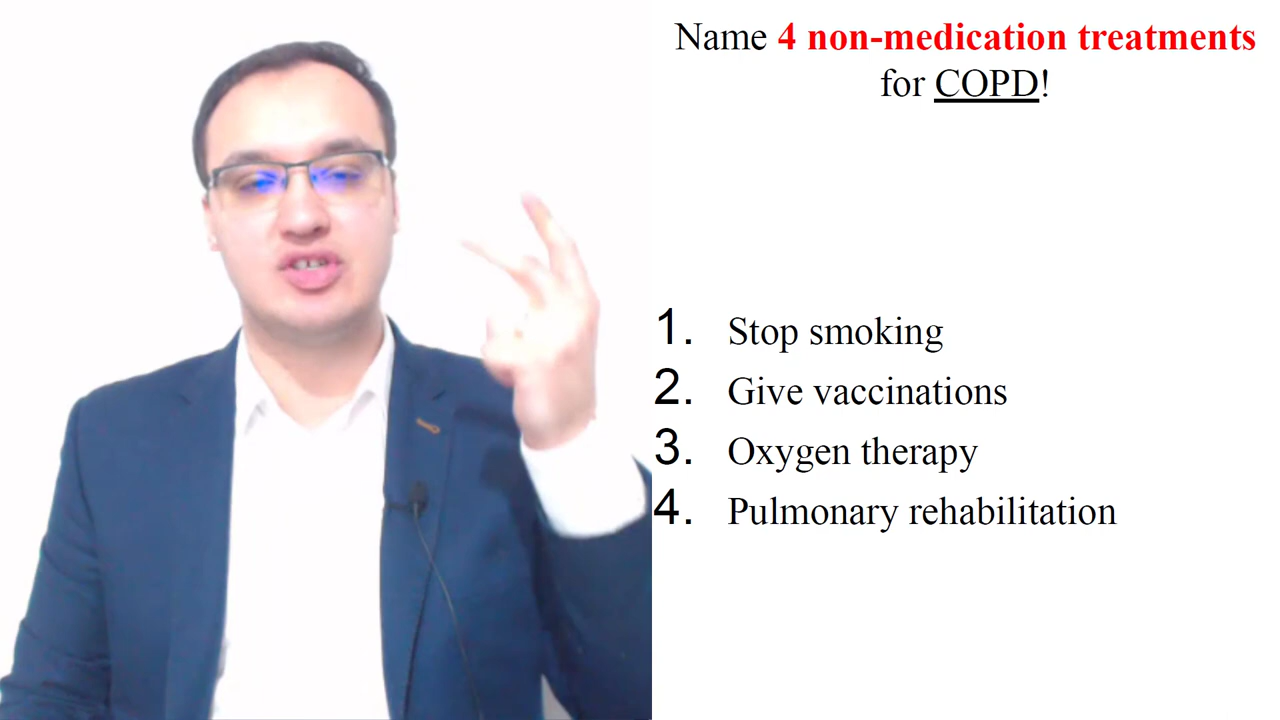 Name 4 non-medication treatments
for COPD!
1. Stop smoking
2. Give vaccinations
3. Oxygen therapy
4. Pulmonary rehabilitation